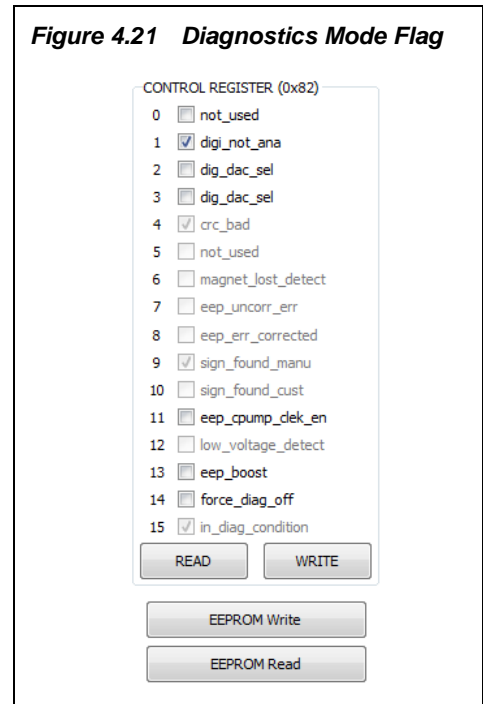 Figure 4.21 Diagnostics Mode Flag
CONTROL REGISTER (0x82)
0 not_used
1 digi_not_ana
2 dig_dac_sel
3 dig_dac_sel
4 crc_bad
5 not_used
6 magnet_lost_detect
7 eep_uncorr_err
8 eep_err_corrected
9 sign_found_manu
10 sign_found_cust
11 eep_cpump_clek_en
12 low_voltage_detect
13 eep_boost
14 force_diag_off
15 in_diag_condition
READ WRITE
EEPROM Write
EEPROM Read